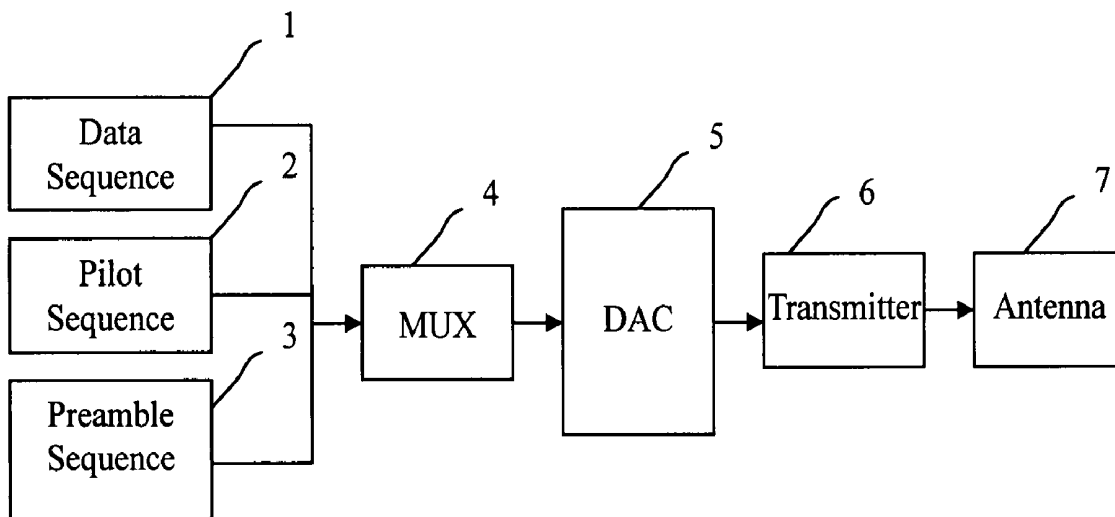 1
Data
Sequence
2
Pilot
Sequence
3
Preamble
Sequence
4
MUX
5
DAC
6
Transmitter
7
Antenna